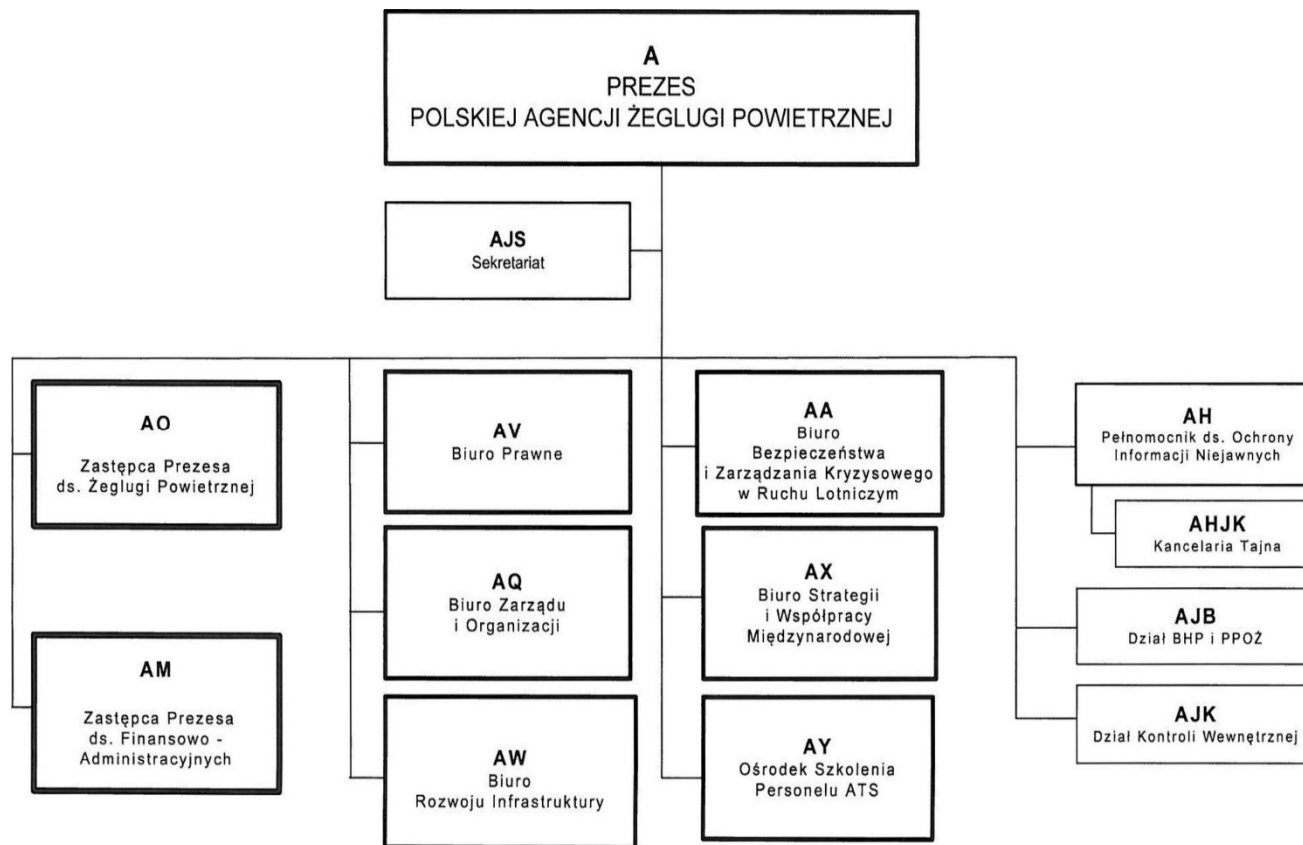 A
PREZES
POLSKIEJ AGENCJI ŻEGLUGI POWIETRZNEJ
AJS
Sekretariat
AO
Zastępca Prezesa
ds. Żeglugi Powietrznej
AM
Zastępca Prezesa
ds. Finansowo -
Administracyjnych
AV
Biuro Prawne
AQ
Biuro Zarządu
i Organizacji
AW
Biuro
Rozwoju Infrastruktury
AA
Biuro
Bezpieczeństwa
i Zarządzania Kryzysowego
w Ruchu Lotniczym
AX
Biuro Strategii
i Współpracy
Międzynarodowej
AY
Ośrodek Szkolenia
Personelu ATS
AH
Pełnomocnik ds. Ochrony
Informacji Niejawnych
AHJK
Kancelaria Tajna
AJB
Dział BHP i PPOŻ
AJK
Dział Kontroli Wewnętrznej